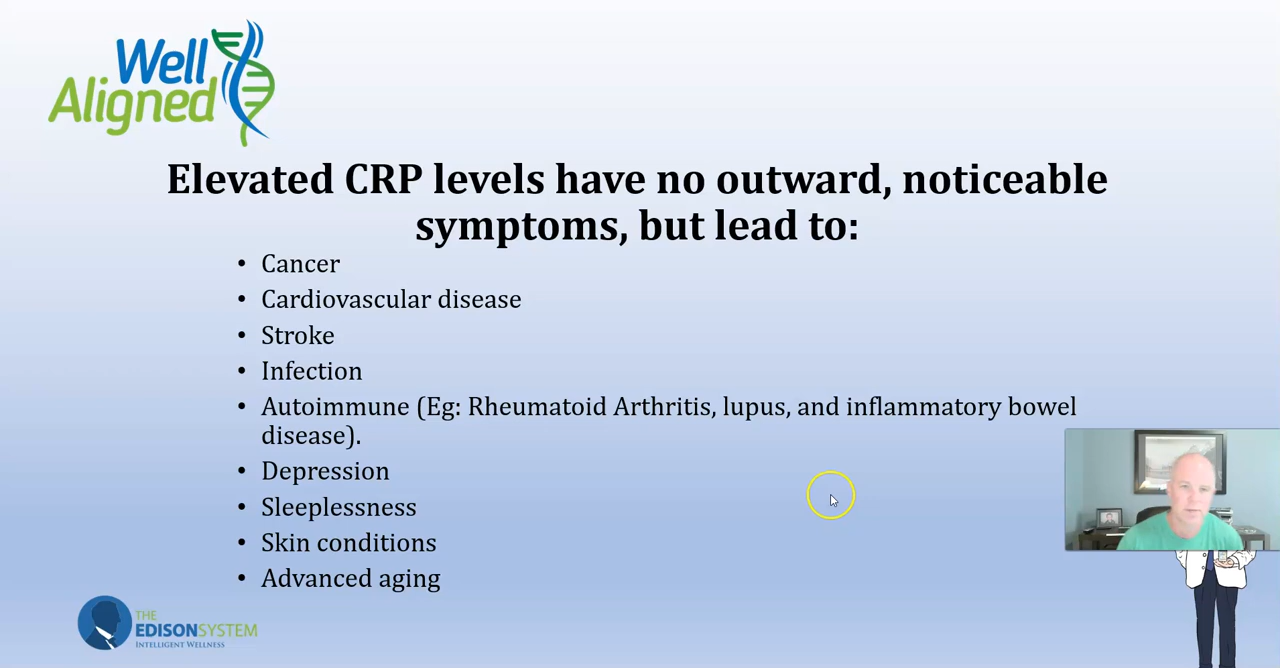 Well
Aligned
Elevated CRP levels have no outward, noticeable
symptoms, but lead to:
• Cancer
• Cardiovascular disease
• Stroke
• Infection
• Autoimmune (Eg: Rheumatoid Arthritis, lupus, and inflammatory bowel
disease).
• Depression
• Sleeplessness
• Skin conditions
• Advanced aging
THE
EDISONSYSTEM
INTELLIGENT WELLNESS